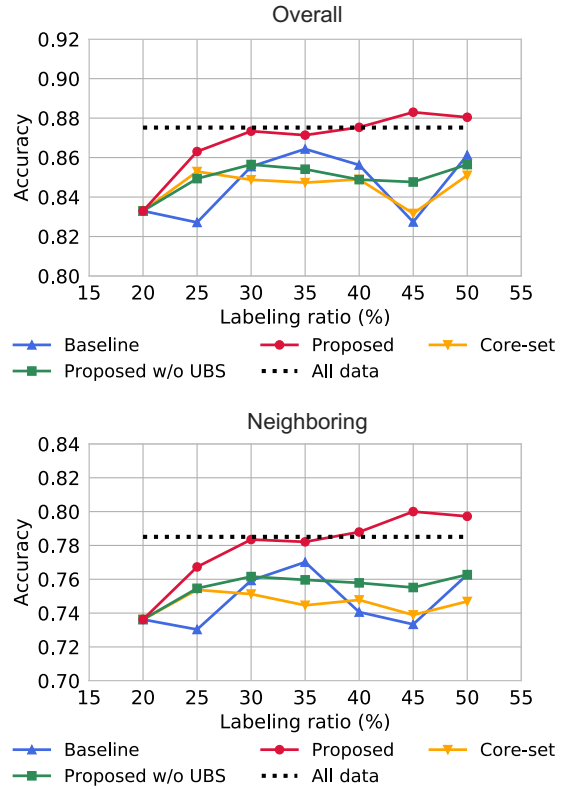 Overall
Accuracy
0.92
0.90
0.88
0.86
0.84
0.82
0.80
15 20 25 30 35 40 45 50 55
Labeling ratio (%)
Baseline Proposed Core-set
Proposed w/o UBS All data
Neighboring
Accuracy
0.84
0.82
0.80
0.78
0.76
0.74
0.72
0.70
15 20 25 30 35 40 45 50 55
Labeling ratio (%)
Baseline Proposed Core-set
Proposed w/o UBS All data